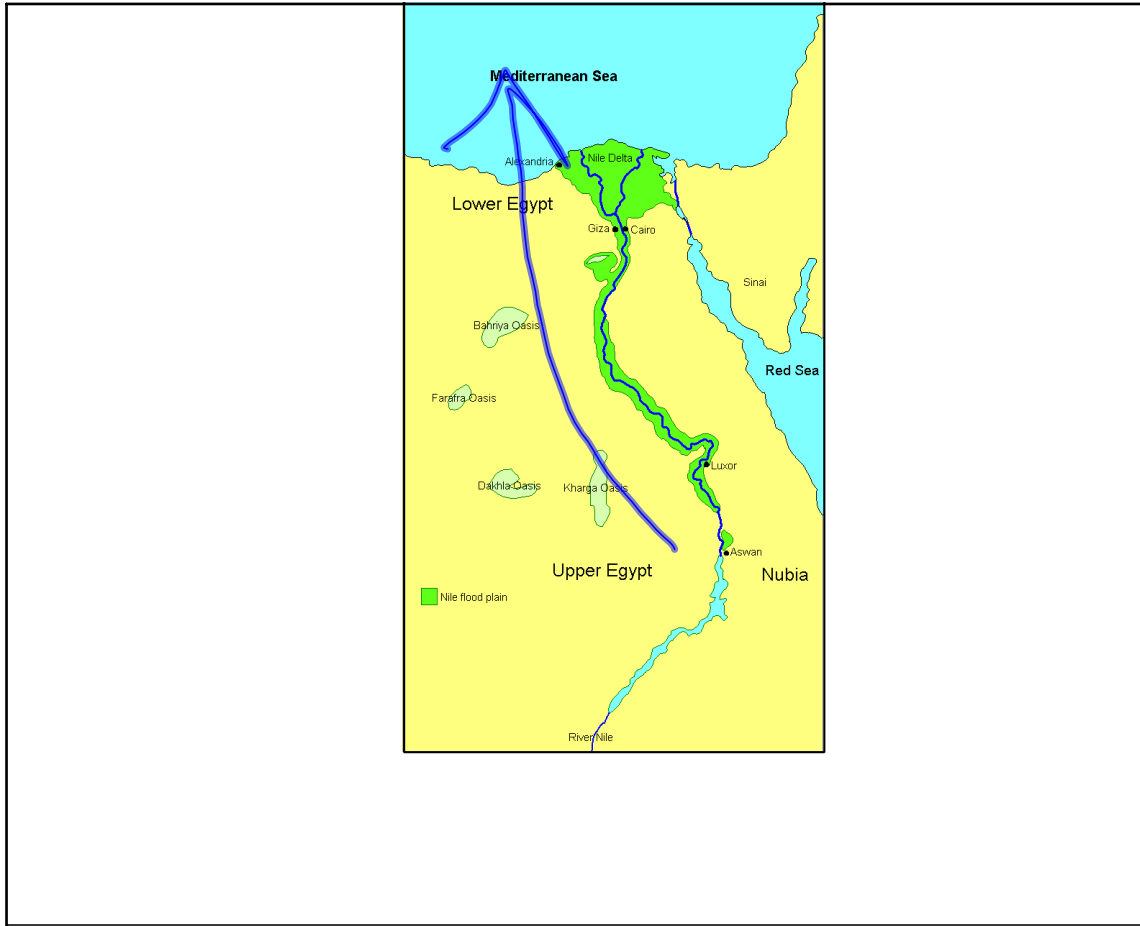 Mediterranean Sea
Alexandria
Nile Delta
Lower Egypt
Giza
Cairo
Sinai
Bahriya Oasis
Red Sea
Farafra Oasis
Luxor
Dakhla Oasis
Kharga Oasis
Aswan
Upper Egypt
Nubia
Nile flood plain
River Nile